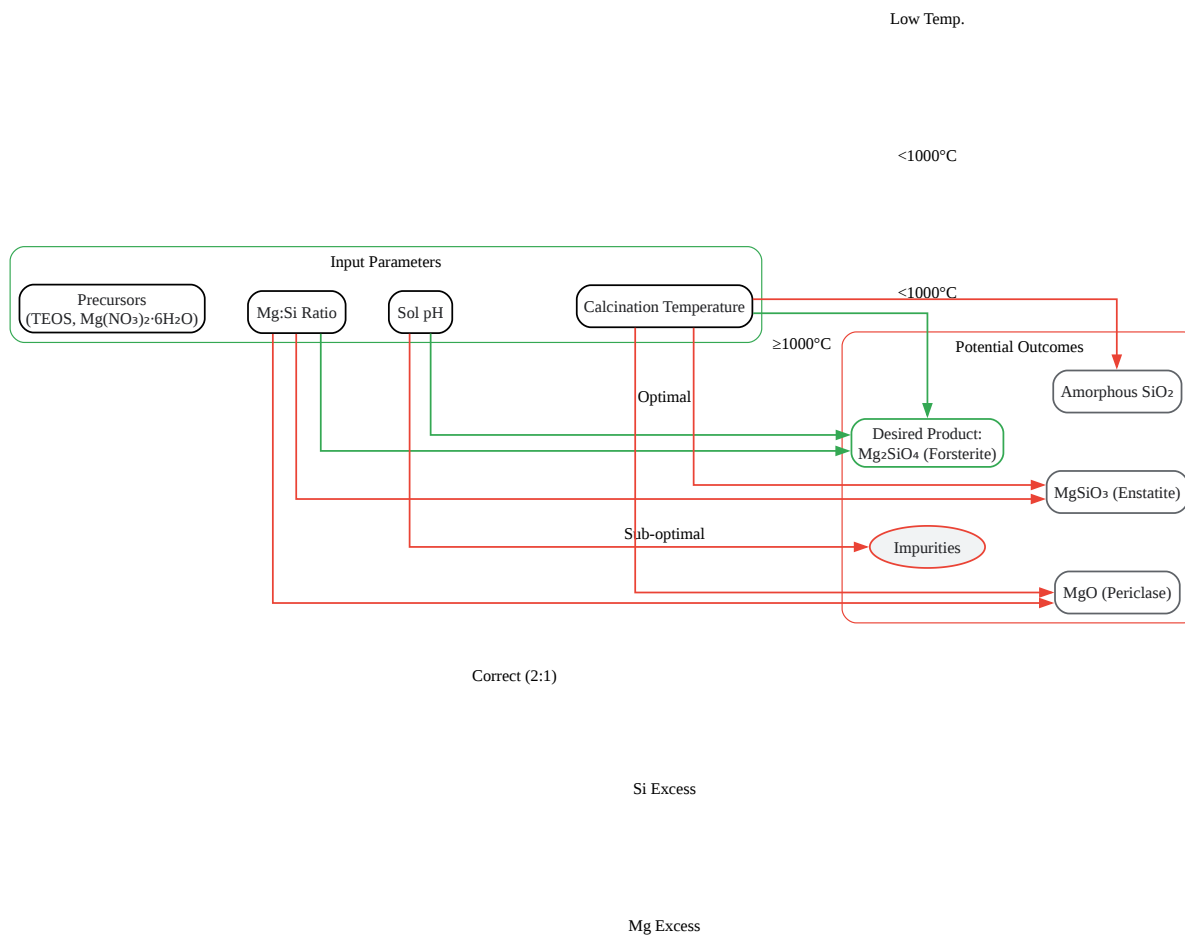 Low Temp.
<1000°C
<1000°C
Input Parameters
Precursors
(TEOS, Mg(NO₃)₂·6H₂O)
Mg:Si Ratio
Sol pH
Calcination Temperature
≥1000°C
Potential Outcomes
Amorphous SiO₂
Optimal
Desired Product:
Mg₂SiO₄ (Forsterite)
MgSiO₃ (Enstatite)
Sub-optimal
Impurities
MgO (Periclase)
Correct (2:1)
Si Excess
Mg Excess